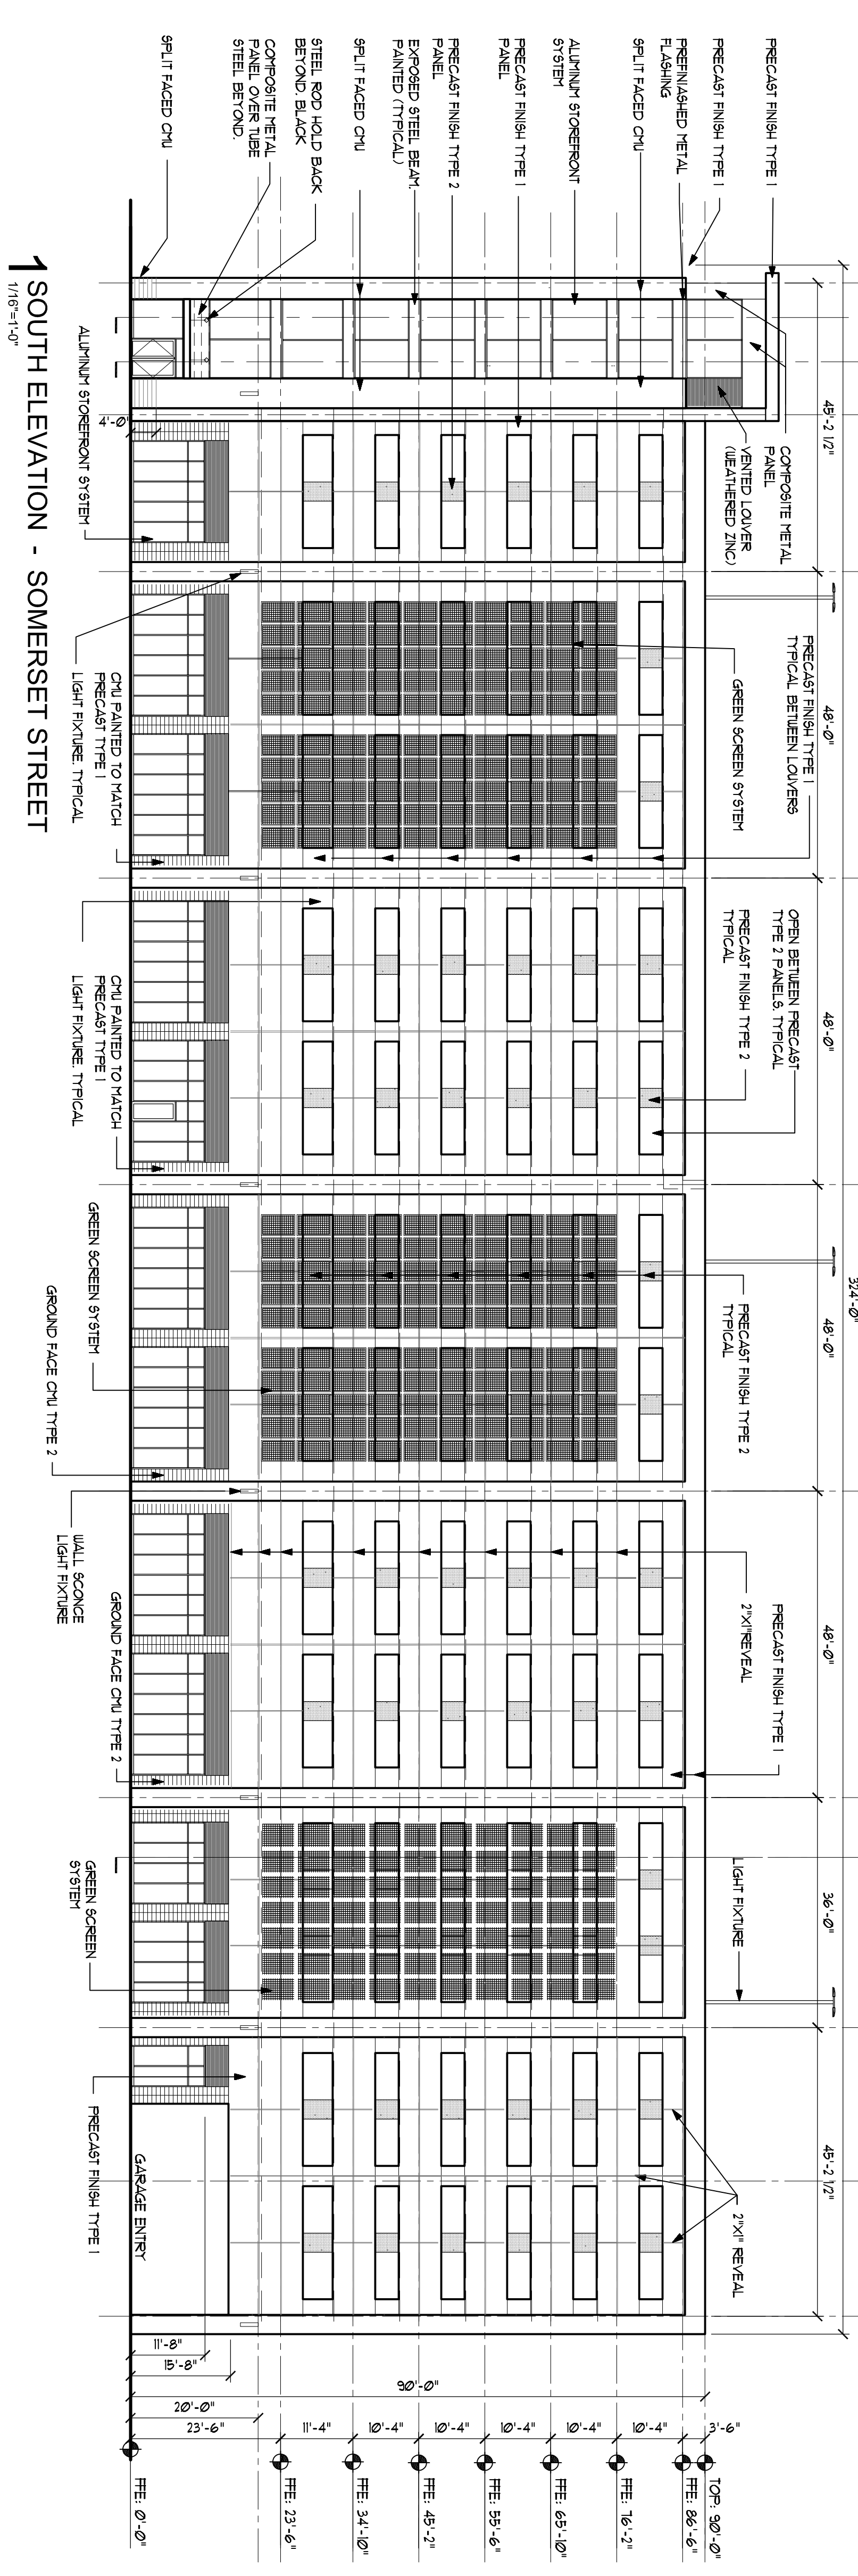 PRECAST FINISH TYPE 1
PRECAST FINISH TYPE 1
PREFINIASHED METAL
FLASHING
SPLIT FACED CMU
ALUMINUM STOREFRONT
SYSTEM
PRECAST FINISH TYPE 1
PANEL
PRECAST FINISH TYPE 2
PANEL
EXPOSED STEEL BEAM,
PAINTED (TYPICAL)
SPLIT FACED CMU
STEEL ROD HOLD BACK
BEYOND. BLACK
COMPOSITE METAL
PANEL OVER TUBE
STEEL BEYOND.
SPLIT FACED CMU
324'-0"
45'-2 1/2"
48'-0"
48'-0"
48'-0"
48'-0"
36'-0"
45'-2 1/2"
COMPOSITE METAL
PANEL
VENTED LOUVER
(WEATHERED ZINC)
PRECAST FINISH TYPE 1
TYPICAL BETWEEN LOUVERS
GREEN SCREEN SYSTEM
OPEN BETWEEN PRECAST
TYPE 2 PANELS. TYPICAL
PRECAST FINISH TYPE 2
TYPICAL
PRECAST FINISH TYPE 2
TYPICAL
PRECAST FINISH TYPE 1
2"X1"REVEAL
LIGHT FIXTURE
2"X1" REVEAL
4'-0"
ALUMINUM STOREFRONT SYSTEM
CMU PAINTED TO MATCH
PRECAST TYPE 1
LIGHT FIXTURE. TYPICAL
CMU PAINTED TO MATCH
PRECAST TYPE 1
LIGHT FIXTURE. TYPICAL
GREEN SCREEN SYSTEM
GROUND FACE CMU TYPE 2
WALL SCONCE
LIGHT FIXTURE
GROUND FACE CMU TYPE 2
GREEN SCREEN
SYSTEM
PRECAST FINISH TYPE 1
GARAGE ENTRY
11'-8"
15'-8"
90'-0"
20'-0"
23'-6"
11'-4"
10'-4"
10'-4"
10'-4"
10'-4"
10'-4"
3'-6"
TOP: 90'-0"
FFE: 86'-6"
FFE: 76'-2"
FFE: 65'-10"
FFE: 55'-6"
FFE: 45'-2"
FFE: 34'-10"
FFE: 23'-6"
FFE: 0'-0"
1 SOUTH ELEVATION - SOMERSET STREET
1/16"=1'-0"